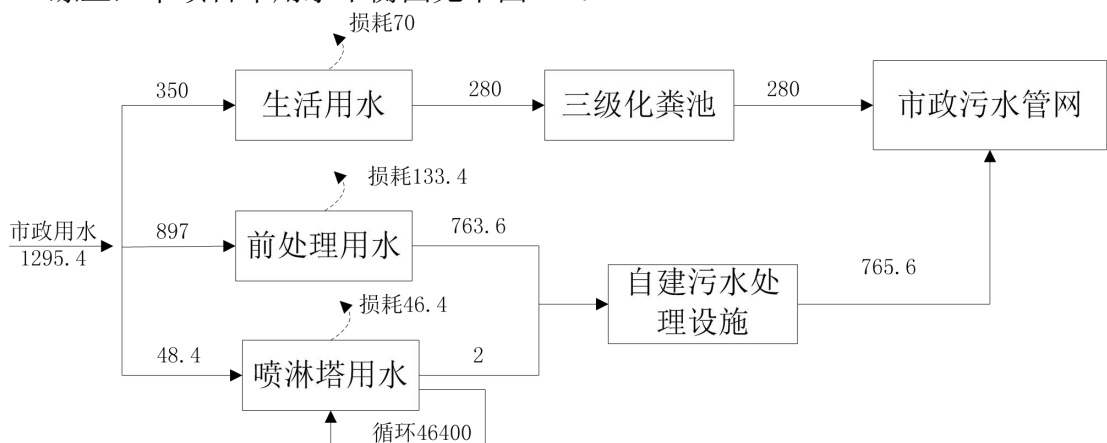 损耗70
350
生活用水
280
三级化粪池
280
市政污水管网
损耗133.4
市政用水
1295.4
897
前处理用水
763.6
自建污水处
理设施
765.6
损耗46.4
48.4
喷淋塔用水
2
循环46400